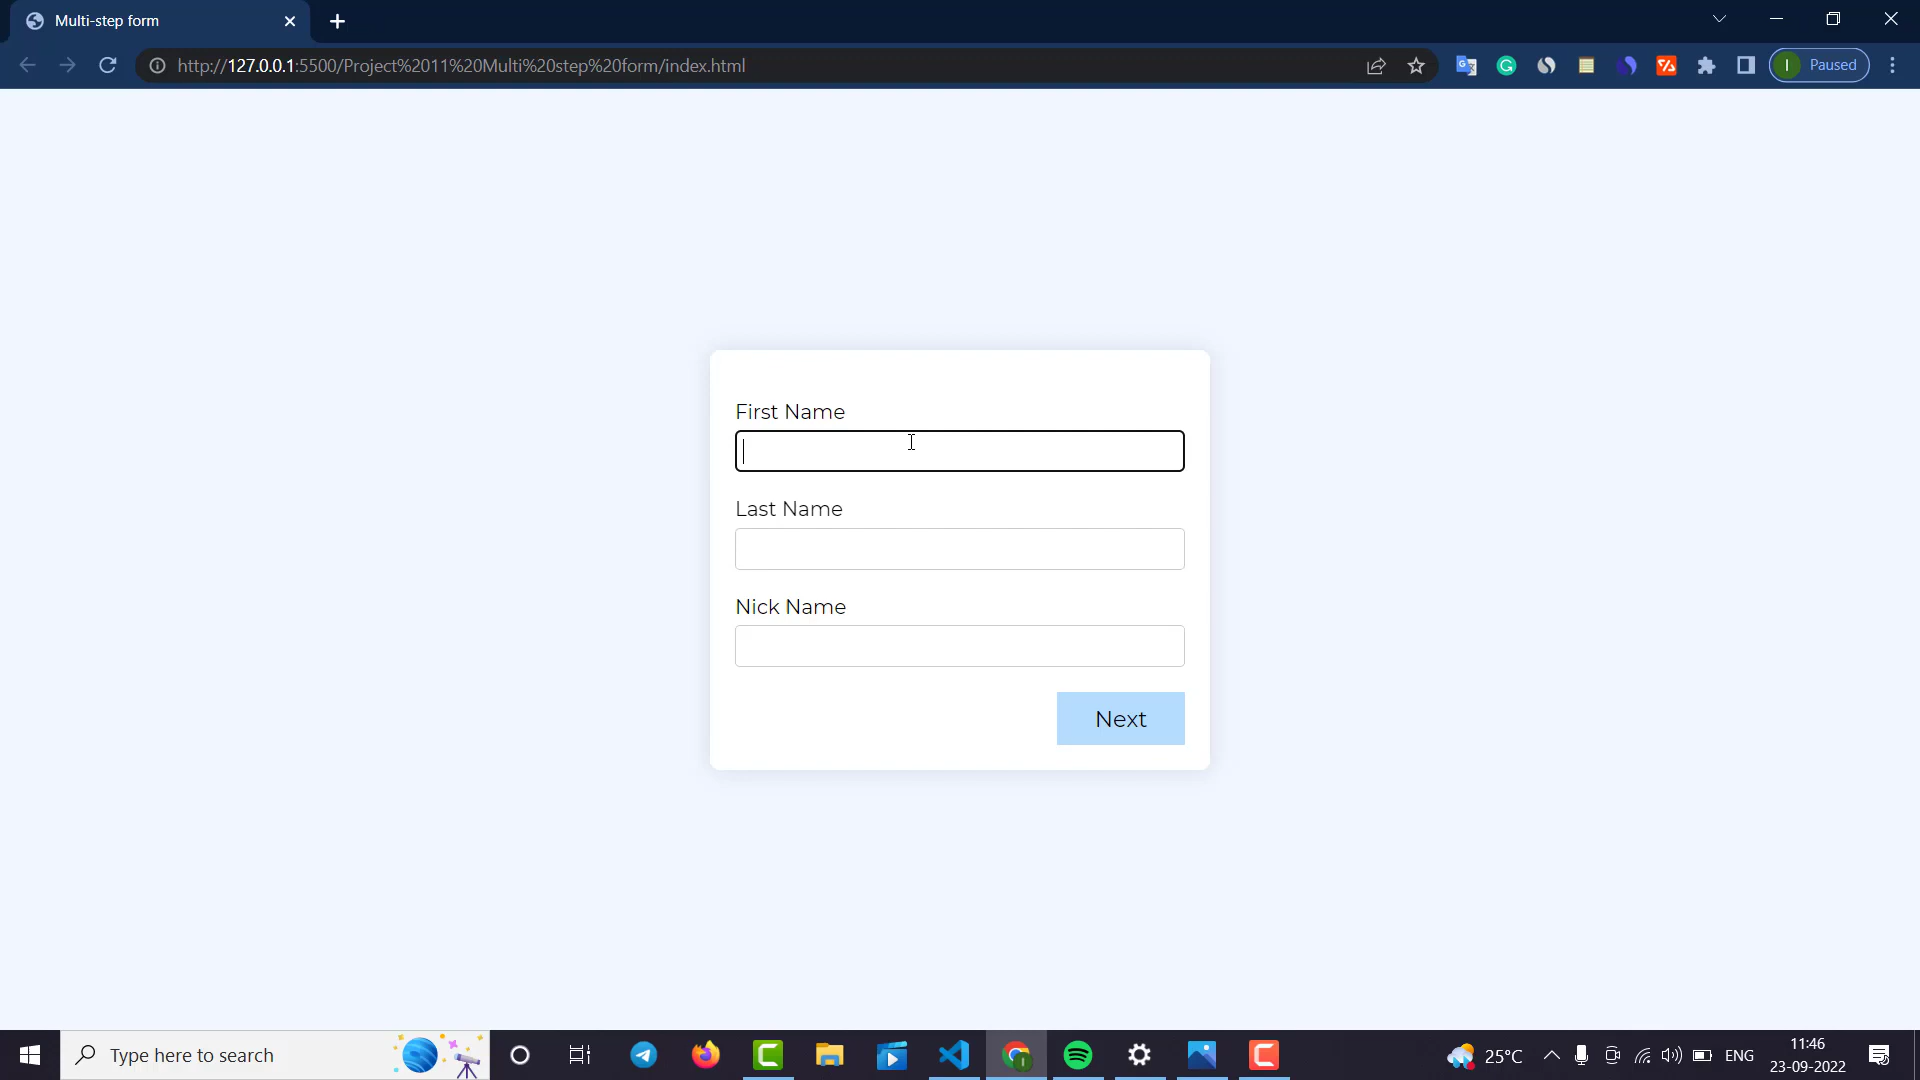 Multi-step form
http://127.0.0.1:5500/Project%2011%20Multi%20step%20form/index.html
I Paused
First Name
Last Name
Nick Name
Next
Type here to search
25°C
ENG
11:46
23-09-2022